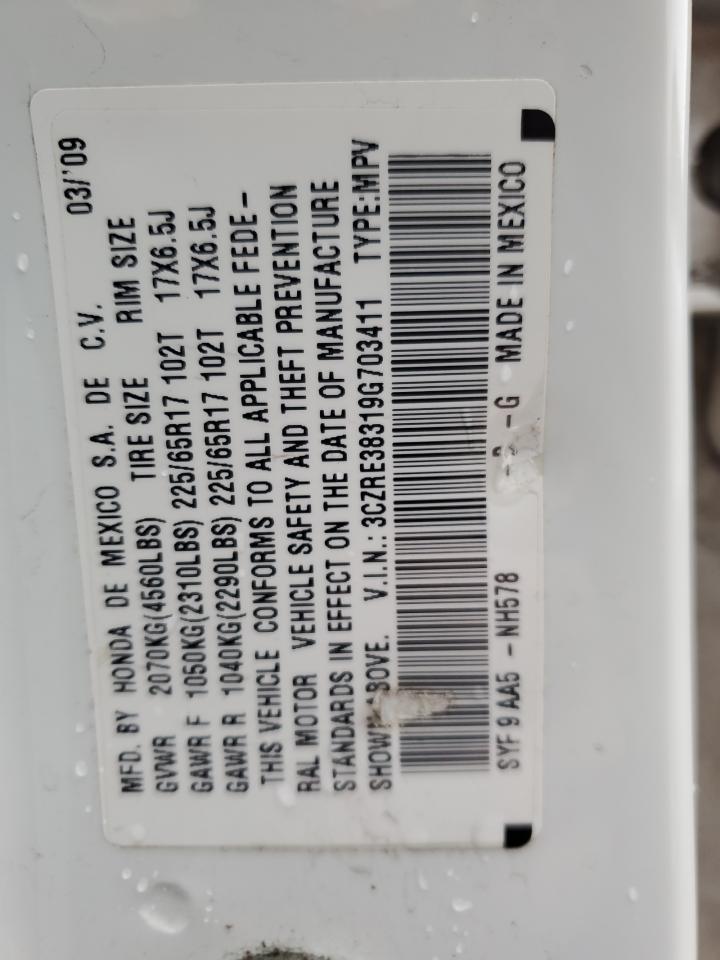 MFD. BY HONDA DE MEXICO S.A. DE C.V. 03/'09
GVWR 2070KG(4560LBS) TIRE SIZE RIM SIZE
GAWR F 1050KG(2310LBS) 225/65R17 102T 17X6.5J
GAWR R 1040KG(2290LBS) 225/65R17 102T 17X6.5J
THIS VEHICLE CONFORMS TO ALL APPLICABLE FEDE-
RAL MOTOR VEHICLE SAFETY AND THEFT PREVENTION
STANDARDS IN EFFECT ON THE DATE OF MANUFACTURE
SHOWN ABOVE. V.I.N.: 3CZRE38319G703411 TYPE:MPV
SYF 9 AA5 -NH578 -G MADE IN MEXICO